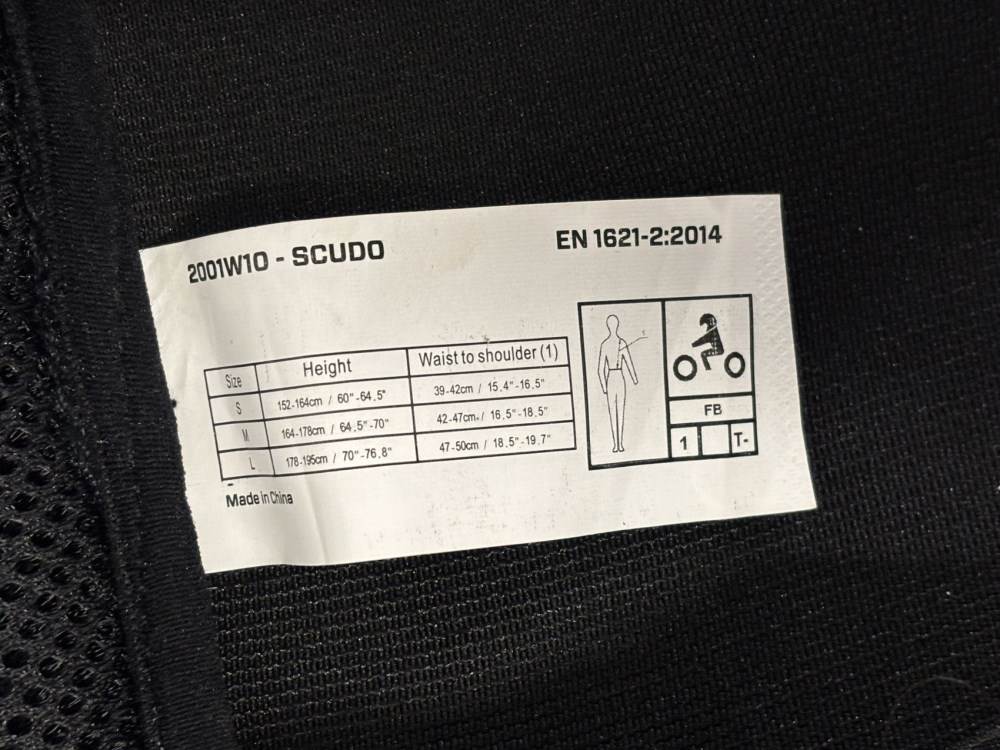 2001W10 - SCUDO
EN 1621-2:2014
Size Height Waist to shoulder (1)
S 152-164cm / 60"-64.5" 39-42cm / 15.4"-16.5"
M 164-178cm / 64.5"-70" 42-47cm / 16.5"-18.5"
L 178-195cm / 70"-76.8" 47-50cm / 18.5"-19.7"
Made in China
1
FB
1 T-